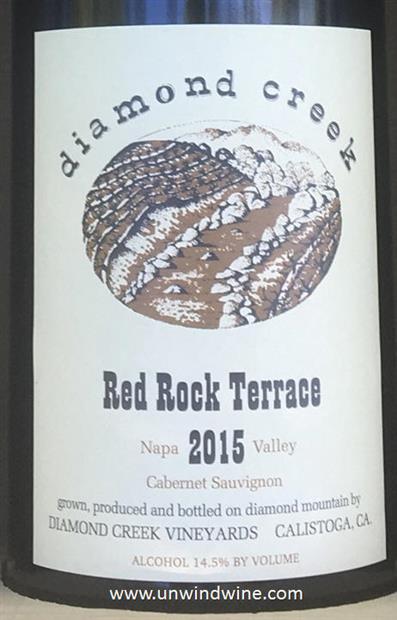 diamond creek
Red Rock Terrace
Napa 2015 Valley
Cabernet Sauvignon
grown, produced and bottled on diamond mountain by
DIAMOND CREEK VINEYARDS CALISTOGA, CA.
ALCOHOL 14.5% BY VOLUME
www.unwindwine.com